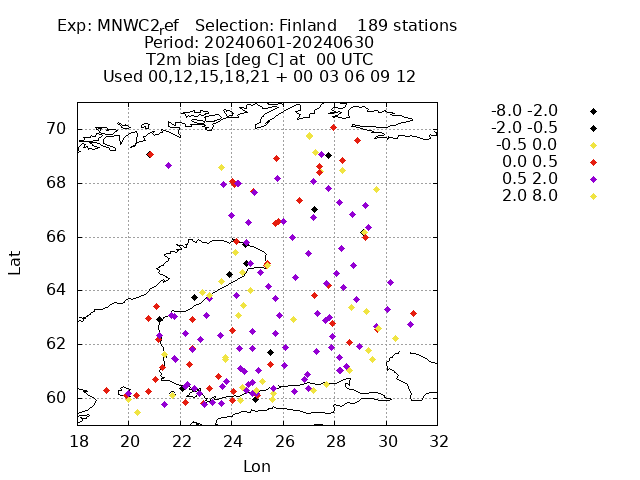 Exp: MNWC2ref   Selection: Finland    189 stations
Period: 20240601-20240630
T2m bias [deg C] at  00 UTC
Used 00,12,15,18,21 + 00 03 06 09 12
-8.0 -2.0
-2.0 -0.5
-0.5 0.0
0.0 0.5
0.5 2.0
2.0 8.0
70
68
66
64
62
60
Lat
18 20 22 24 26 28 30 32
Lon